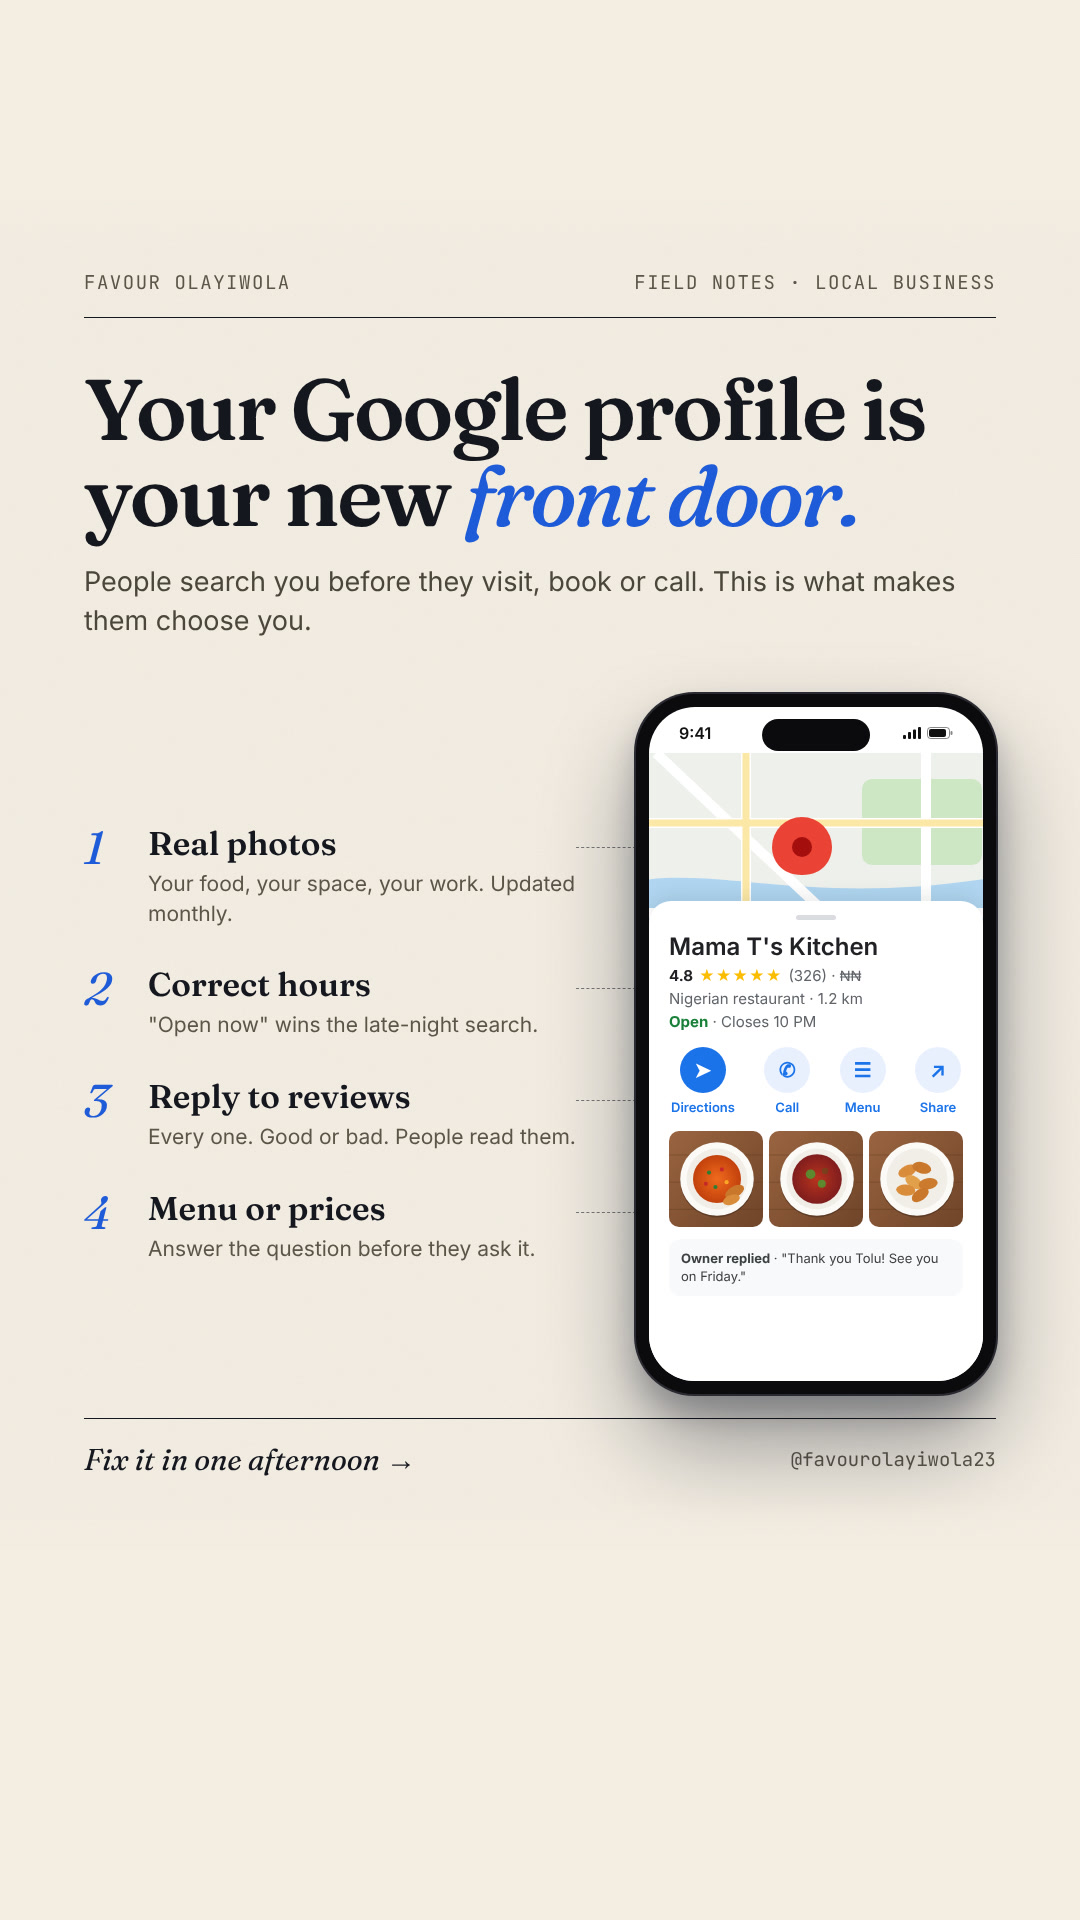 FAVOUR OLAYIWOLA
FIELD NOTES · LOCAL BUSINESS
Your Google profile is
your new front door.
People search you before they visit, book or call. This is what makes
them choose you.
1 Real photos
Your food, your space, your work. Updated
monthly.
2 Correct hours
"Open now" wins the late-night search.
3 Reply to reviews
Every one. Good or bad. People read them.
4 Menu or prices
Answer the question before they ask it.
9:41
Mama T's Kitchen
4.8 ★★★★★ (326) · ₦₦
Nigerian restaurant · 1.2 km
Open · Closes 10 PM
Directions Call Menu Share
Owner replied · "Thank you Tolu! See you
on Friday."
Fix it in one afternoon →
@favourolayiwola23